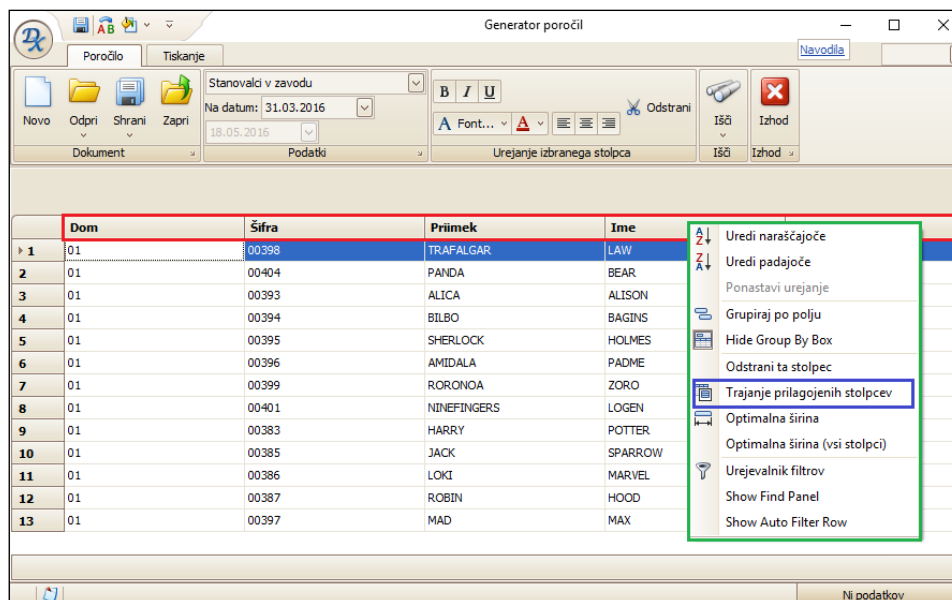 Generator poročil
Poročilo Tiskanje Navodila
Novo Odpri Shrani Zapri
Dokument
Stanovalci v zavodu
Na datum: 31.03.2016
18.05.2016
Podatki
B I U
A Font... A
Odstrani
Urejanje izbranega stolpca
Išči
Išči
Izhod
Izhod
Dom Šifra Priimek Ime
1 01 00398 TRAFALGAR LAW
2 01 00404 PANDA BEAR
3 01 00393 ALICA ALISON
4 01 00394 BILBO BAGINS
5 01 00395 SHERLOCK HOLMES
6 01 00396 AMIDALA PADME
7 01 00399 RORONOA ZORO
8 01 00401 NINEFINGERS LOGEN
9 01 00383 HARRY POTTER
10 01 00385 JACK SPARROW
11 01 00386 LOKI MARVEL
12 01 00387 ROBIN HOOD
13 01 00397 MAD MAX
Uredi naraščajoče
Uredi padajoče
Ponastavi urejanje
Grupiraj po polju
Hide Group By Box
Odstrani ta stolpec
Trajanje prilagojenih stolpcev
Optimalna širina
Optimalna širina (vsi stolpci)
Urejevalnik filtrov
Show Find Panel
Show Auto Filter Row
Ni podatkov